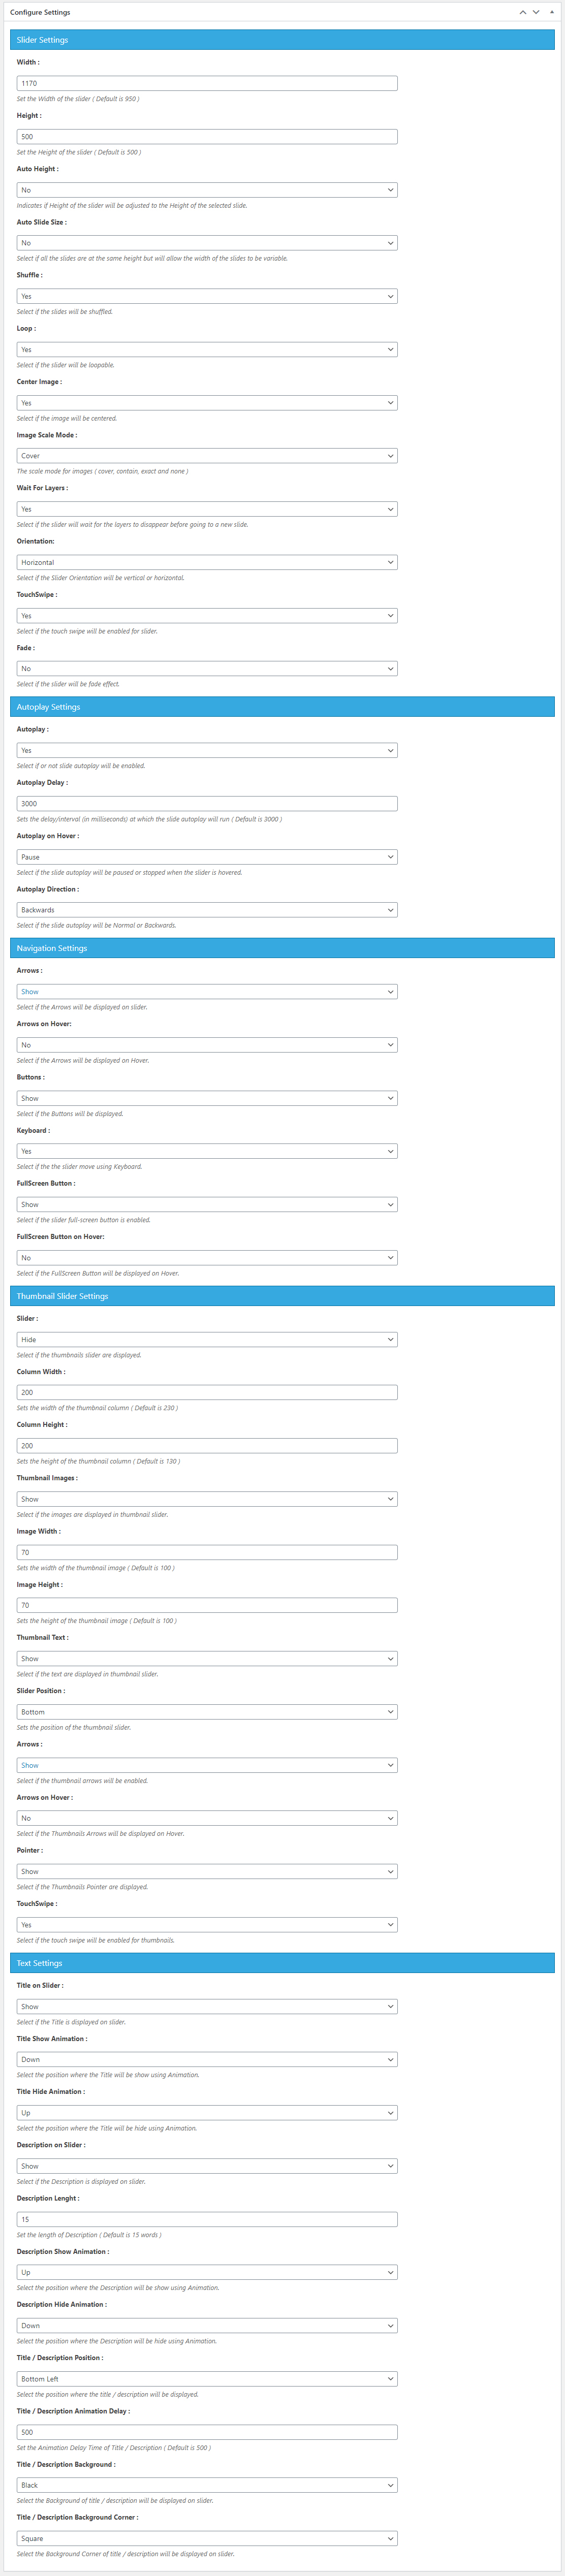 Configure Settings
Slider Settings
Width :
1170
Set the Width of the slider ( Default is 950 )
Height :
500
Set the Height of the slider ( Default is 500 )
Auto Height :
No
Indicates if Height of the slider will be adjusted to the Height of the selected slide.
Auto Slide Size :
No
Select if all the slides are at the same height but will allow the width of the slides to be variable.
Shuffle :
Yes
Select if the slides will be shuffled.
Loop :
Yes
Select if the slider will be loopable.
Center Image :
Yes
Select if the image will be centered.
Image Scale Mode :
Cover
The scale mode for images ( cover, contain, exact and none )
Wait For Layers :
Yes
Select if the slider will wait for the layers to disappear before going to a new slide.
Orientation:
Horizontal
Select if the Slider Orientation will be vertical or horizontal.
TouchSwipe :
Yes
Select if the touch swipe will be enabled for slider.
Fade :
No
Select if the slider will be fade effect.
Autoplay Settings
Autoplay :
Yes
Select if or not slide autoplay will be enabled.
Autoplay Delay :
3000
Sets the delay/interval (in milliseconds) at which the slide autoplay will run ( Default is 3000 )
Autoplay on Hover :
Pause
Select if the slide autoplay will be paused or stopped when the slider is hovered.
Autoplay Direction :
Backwards
Select if the slide autoplay will be Normal or Backwards.
Navigation Settings
Arrows :
Show
Select if the Arrows will be displayed on slider.
Arrows on Hover:
No
Select if the Arrows will be displayed on Hover.
Buttons :
Show
Select if the Buttons will be displayed.
Keyboard :
Yes
Select if the the slider move using Keyboard.
FullScreen Button :
Show
Select if the slider full-screen button is enabled.
FullScreen Button on Hover:
No
Select if the FullScreen Button will be displayed on Hover.
Thumbnail Slider Settings
Slider :
Hide
Select if the thumbnails slider are displayed.
Column Width :
200
Sets the width of the thumbnail column ( Default is 230 )
Column Height :
200
Sets the height of the thumbnail column ( Default is 130 )
Thumbnail Images :
Show
Select if the images are displayed in thumbnail slider.
Image Width :
70
Sets the width of the thumbnail image ( Default is 100 )
Image Height :
70
Sets the height of the thumbnail image ( Default is 100 )
Thumbnail Text :
Show
Select if the text are displayed in thumbnail slider.
Slider Position :
Bottom
Sets the position of the thumbnail slider.
Arrows :
Show
Select if the thumbnail arrows will be enabled.
Arrows on Hover :
No
Select if the Thumbnails Arrows will be displayed on Hover.
Pointer :
Show
Select if the Thumbnails Pointer are displayed.
TouchSwipe :
Yes
Select if the touch swipe will be enabled for thumbnails.
Text Settings
Title on Slider :
Show
Select if the Title is displayed on slider.
Title Show Animation :
Down
Select the position where the Title will be show using Animation.
Title Hide Animation :
Up
Select the position where the Title will be hide using Animation.
Description on Slider :
Show
Select if the Description is displayed on slider.
Description Lenght :
15
Set the length of Description ( Default is 15 words )
Description Show Animation :
Up
Select the position where the Description will be show using Animation.
Description Hide Animation :
Down
Select the position where the Description will be hide using Animation.
Title / Description Position :
Bottom Left
Select the position where the title / description will be displayed.
Title / Description Animation Delay :
500
Set the Animation Delay Time of Title / Description ( Default is 500 )
Title / Description Background :
Black
Select the Background of title / description will be displayed on slider.
Title / Description Background Corner :
Square
Select the Background Corner of title / description will be displayed on slider.